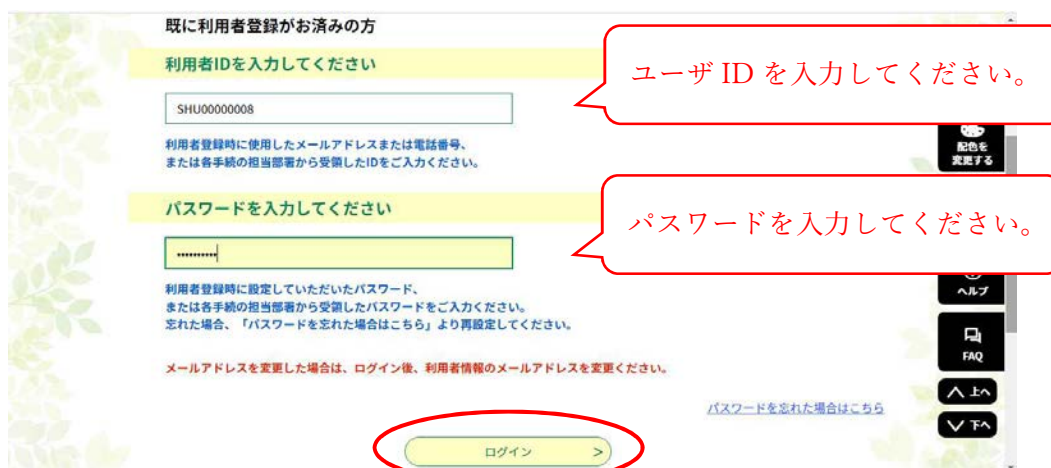 既に利用者登録がお済みの方
利用者IDを入力してください
ユーザ ID を入力してください。
SHU00000008
利用者登録時に使用したメールアドレスまたは電話番号、
または各手続の担当部署から受領したIDをご入力ください。
配色を
変更する
パスワードを入力してください
パスワードを入力してください。
••••••••••
利用者登録時に設定していただいたパスワード、
または各手続の担当部署から受領したパスワードをご入力ください。
忘れた場合、「パスワードを忘れた場合はこちら」より再設定してください。
ヘルプ
FAQ
メールアドレスを変更した場合は、ログイン後、利用者情報のメールアドレスを変更ください。
上へ
パスワードを忘れた場合はこちら
下へ
ログイン >